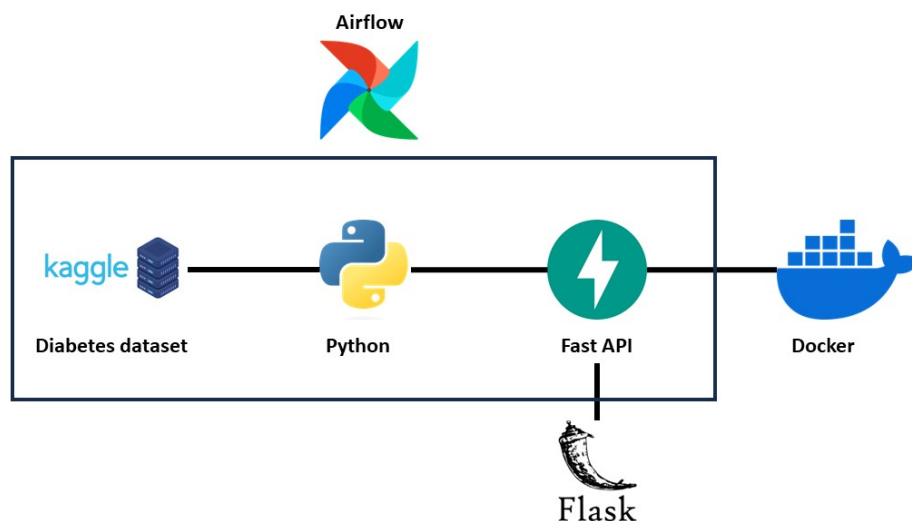 Airflow
kaggle
Diabetes dataset
Python
Fast API
Docker
Flask